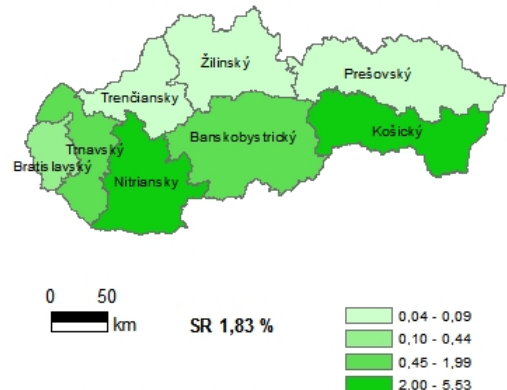 Žilinský
Prešovský
Trenčiansky
Košický
Banskobystrický
Trnavský
Bratislavský
Nitriansky
0 50
km
SR 1,83 %
0,04 - 0,09
0,10 - 0,44
0,45 - 1,99
2,00 - 5,53